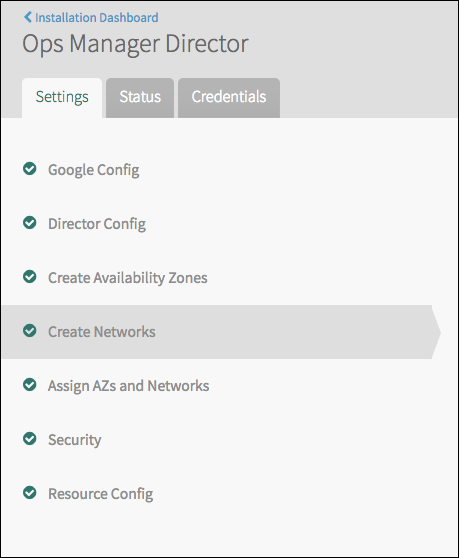 Installation Dashboard
Ops Manager Director
Settings Status Credentials
Google Config
Director Config
Create Availability Zones
Create Networks
Assign AZs and Networks
Security
Resource Config